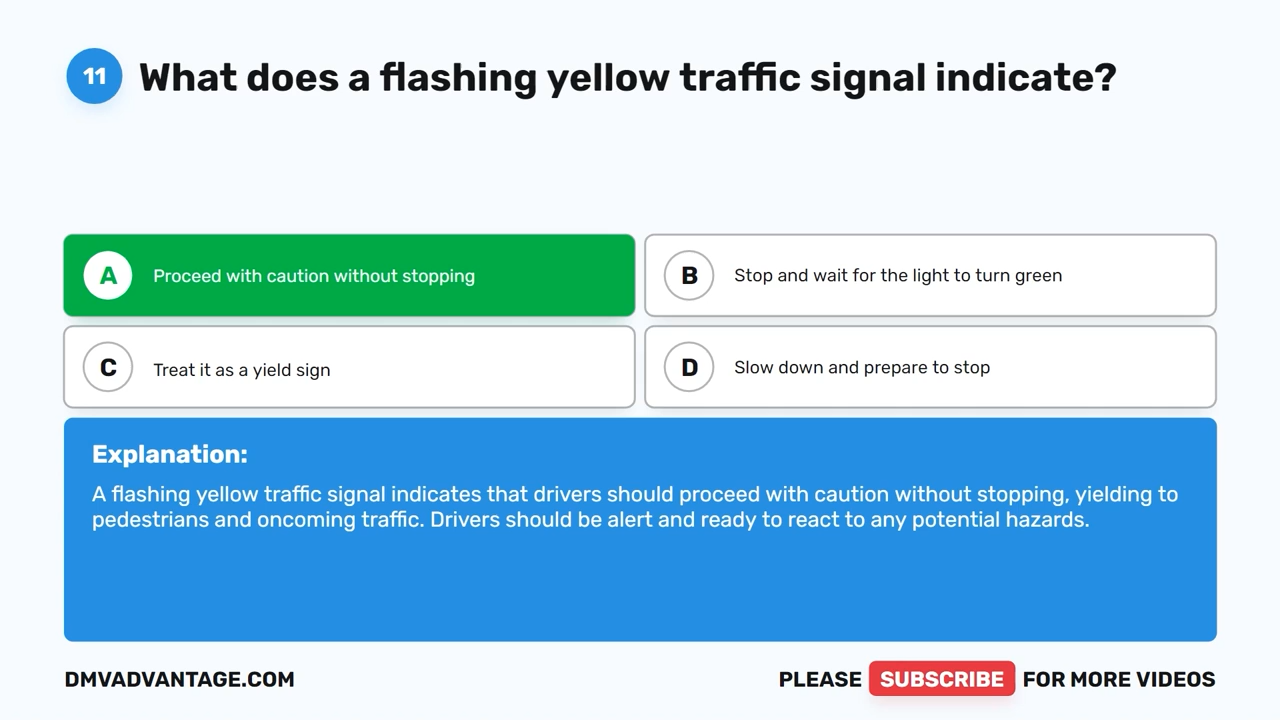 11 What does a flashing yellow traffic signal indicate?
A Proceed with caution without stopping
B Stop and wait for the light to turn green
C Treat it as a yield sign
D Slow down and prepare to stop
Explanation:
A flashing yellow traffic signal indicates that drivers should proceed with caution without stopping, yielding to
pedestrians and oncoming traffic. Drivers should be alert and ready to react to any potential hazards.
DMVADVANTAGE.COM
PLEASE SUBSCRIBE FOR MORE VIDEOS